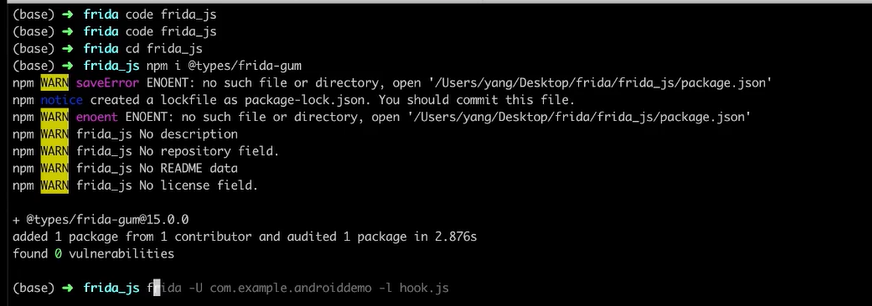 (base) ➜ frida code frida_js
(base) ➜ frida code frida_js
(base) ➜ frida cd frida_js
(base) ➜ frida_js npm i @types/frida-gum
npm WARN saveError ENOENT: no such file or directory, open '/Users/yang/Desktop/frida/frida_js/package.json'
npm notice created a lockfile as package-lock.json. You should commit this file.
npm WARN enoent ENOENT: no such file or directory, open '/Users/yang/Desktop/frida/frida_js/package.json'
npm WARN frida_js No description
npm WARN frida_js No repository field.
npm WARN frida_js No README data
npm WARN frida_js No license field.
+ @types/frida-gum@15.0.0
added 1 package from 1 contributor and audited 1 package in 2.876s
found 0 vulnerabilities
(base) ➜ frida_js frida -U com.example.androiddemo -l hook.js